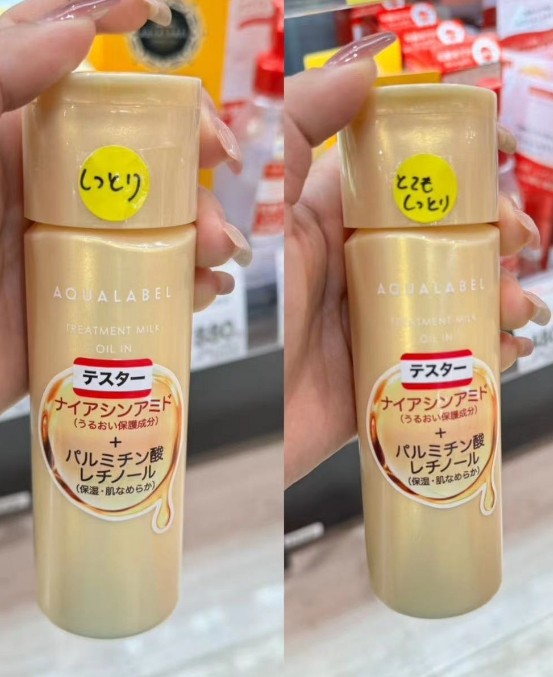 しっとり
AQUALABEL
TREATMENT MILK
OIL IN
テスター
ナイアシンアミド
(うるおい保護成分)
+
パルミチン酸
レチノール
(保湿・肌なめらか)
とても
しっとり
AQUALABEL
TREATMENT MILK
OIL IN
テスター
ナイアシンアミド
(うるおい保護成分)
+
パルミチン酸
レチノール
(保湿・肌なめらか)